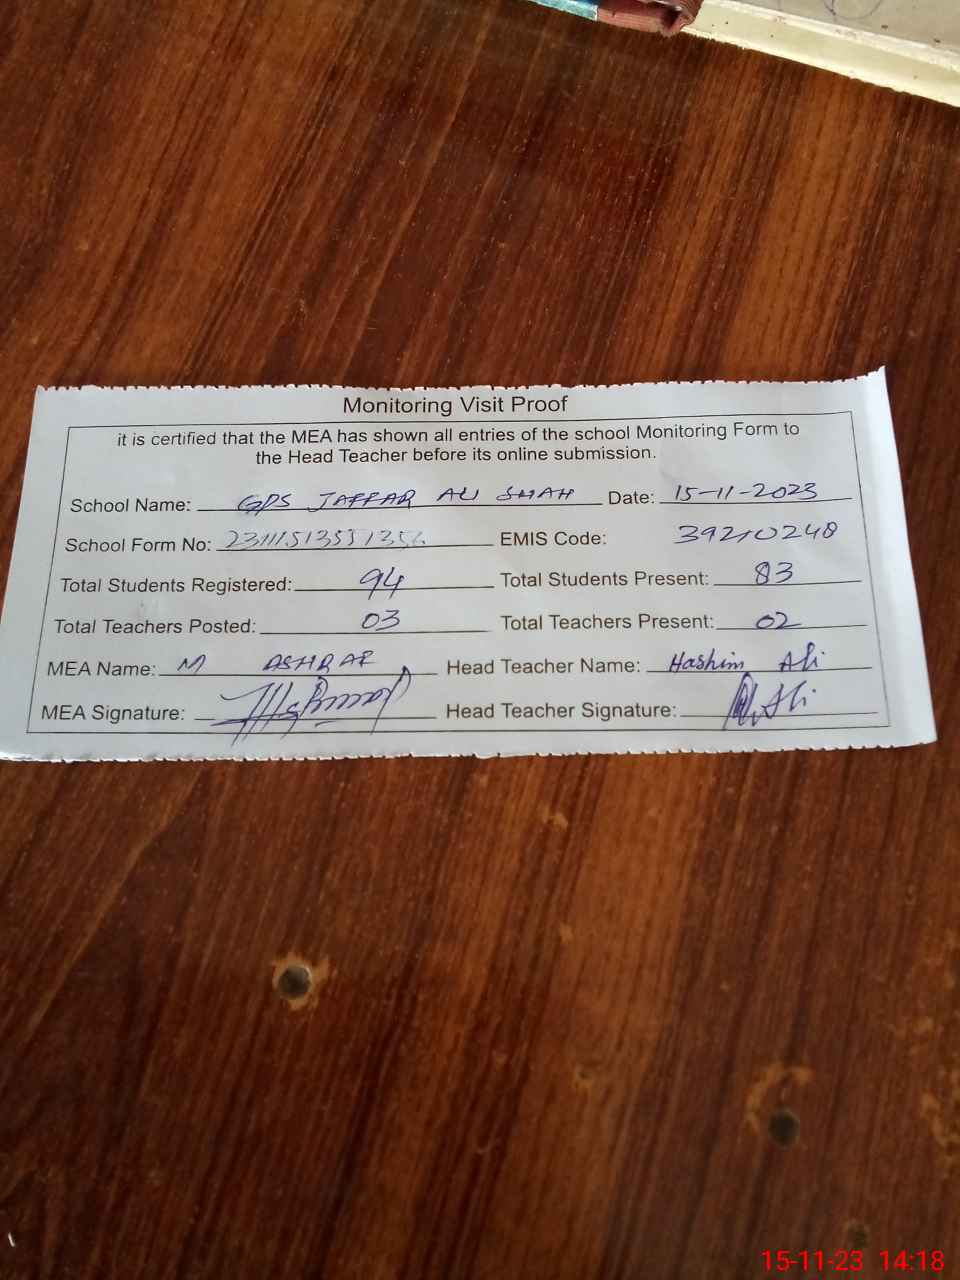 Monitoring Visit Proof
it is certified that the MEA has shown all entries of the school Monitoring Form to
the Head Teacher before its online submission.
School Name: GPS JAFFAR ALI SHAH Date: 15-11-2023
School Form No: EMIS Code: 39210248
Total Students Registered: 94 Total Students Present: 83
Total Teachers Posted: 03 Total Teachers Present: 02
MEA Name: M ASHRAF Head Teacher Name: Hashim Ali
MEA Signature: Head Teacher Signature:
15-11-23 14:18